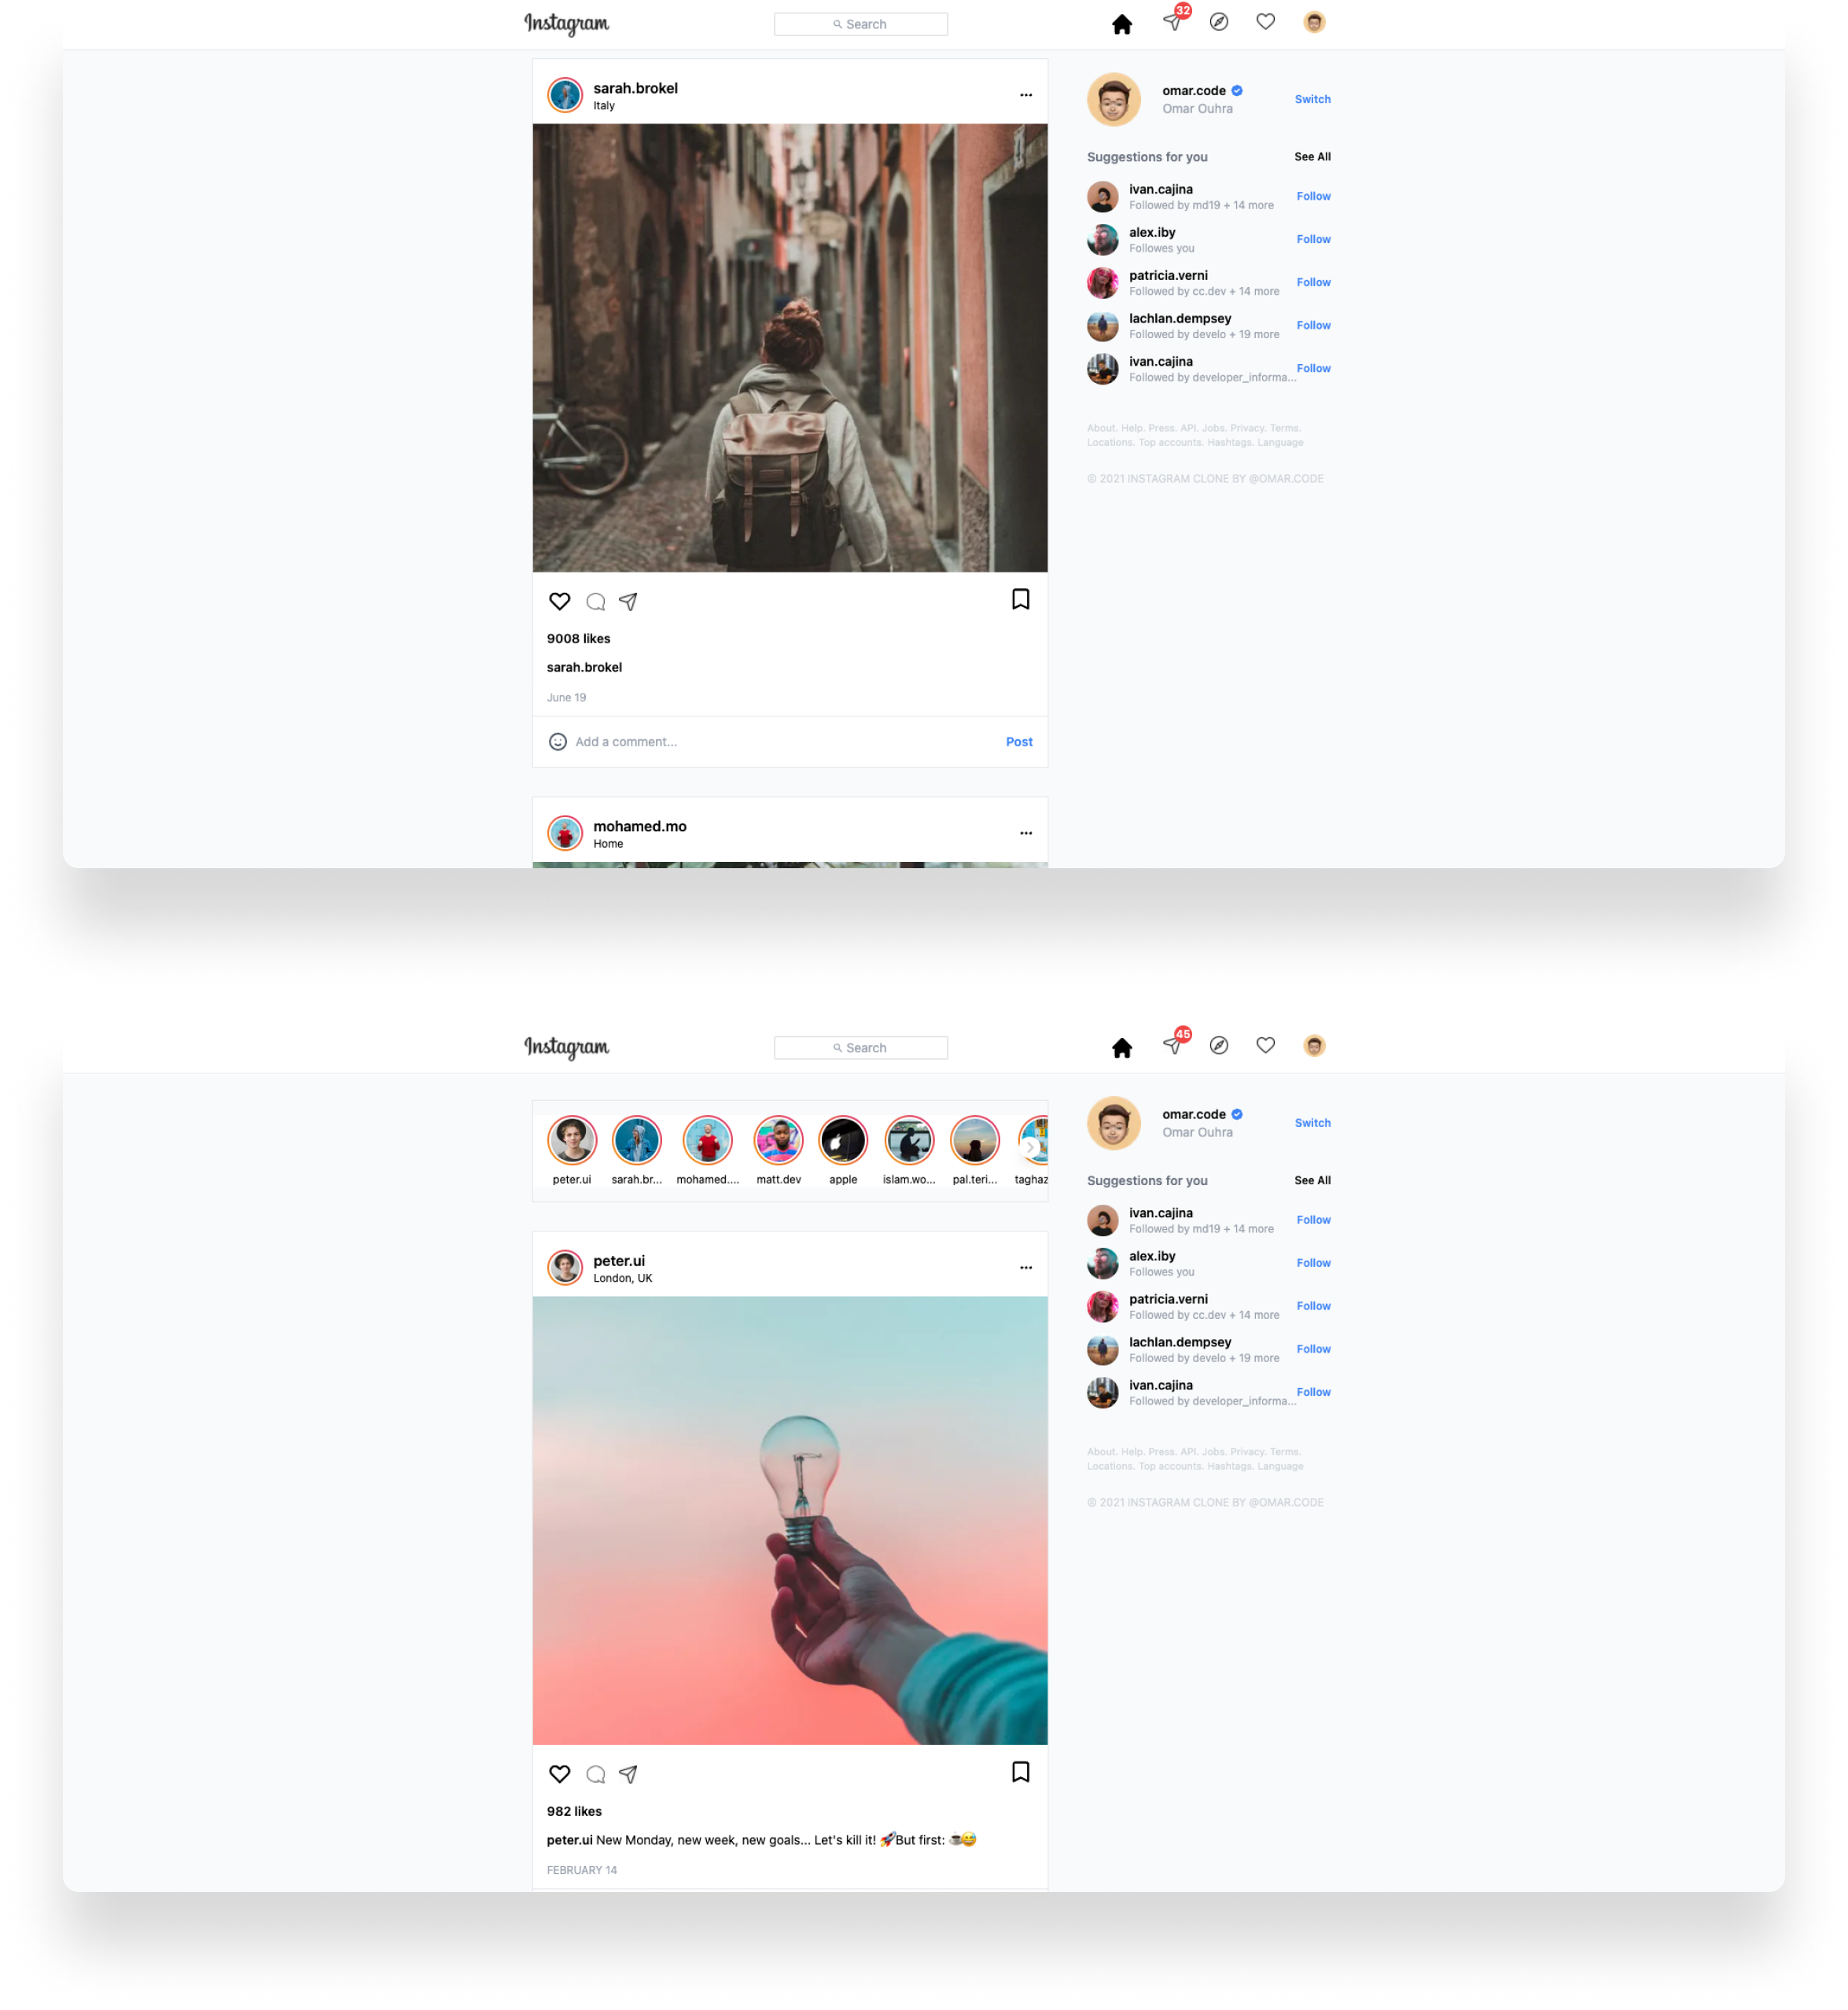 Instagram
Search
32
sarah.brokel
Italy
...
9008 likes
sarah.brokel
June 19
Add a comment...
Post
mohamed.mo
Home
...
omar.code
Omar Ouhra
Switch
Suggestions for you
See All
ivan.cajina
Followed by md19 + 14 more
Follow
alex.iby
Followes you
Follow
patricia.verni
Followed by cc.dev + 14 more
Follow
lachlan.dempsey
Followed by develo + 19 more
Follow
ivan.cajina
Followed by developer_informa...
Follow
About. Help. Press. API. Jobs. Privacy. Terms.
Locations. Top accounts. Hashtags. Language
© 2021 INSTAGRAM CLONE BY @OMAR.CODE
Instagram
Search
45
peter.ui
sarah.br...
mohamed....
matt.dev
apple
islam.wo...
pal.teri...
taghaz
peter.ui
London, UK
...
982 likes
peter.ui New Monday, new week, new goals... Let's kill it! 🚀But first: ☕😅
FEBRUARY 14
omar.code
Omar Ouhra
Switch
Suggestions for you
See All
ivan.cajina
Followed by md19 + 14 more
Follow
alex.iby
Followes you
Follow
patricia.verni
Followed by cc.dev + 14 more
Follow
lachlan.dempsey
Followed by develo + 19 more
Follow
ivan.cajina
Followed by developer_informa...
Follow
About. Help. Press. API. Jobs. Privacy. Terms.
Locations. Top accounts. Hashtags. Language
© 2021 INSTAGRAM CLONE BY @OMAR.CODE